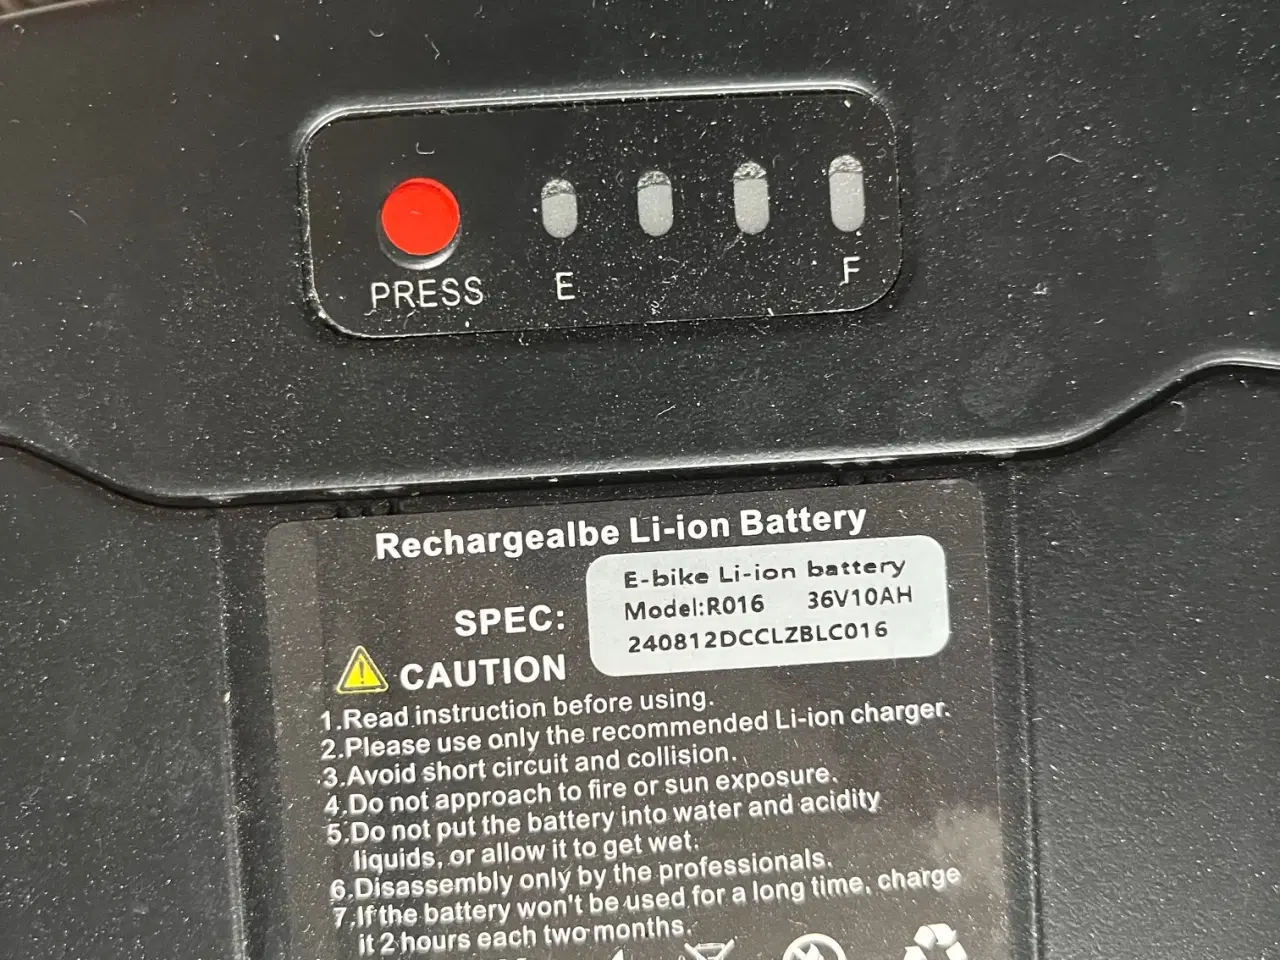 PRESS E F
Rechargealbe Li-ion Battery
E-bike Li-ion battery
SPEC: Model:R016 36V10AH
240812DCCLZBLC016
CAUTION
1.Read instruction before using.
2.Please use only the recommended Li-ion charger.
3.Avoid short circuit and collision.
4.Do not approach to fire or sun exposure.
5.Do not put the battery into water and acidity
liquids, or allow it to get wet.
6.Disassembly only by the professionals.
7.If the battery won't be used for a long time, charge
it 2 hours each two months.